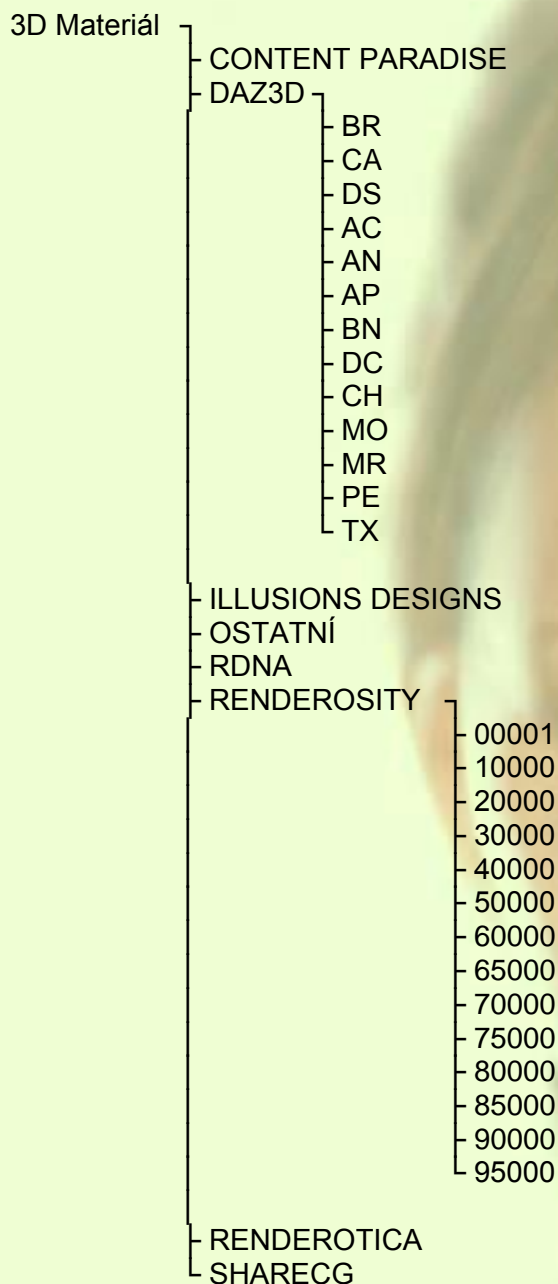 3D Materiál
CONTENT PARADISE
DAZ3D
BR
CA
DS
AC
AN
AP
BN
DC
CH
MO
MR
PE
TX
ILLUSIONS DESIGNS
OSTATNÍ
RDNA
RENDEROSITY
00001
10000
20000
30000
40000
50000
60000
65000
70000
75000
80000
85000
90000
95000
RENDEROTICA
SHARECG